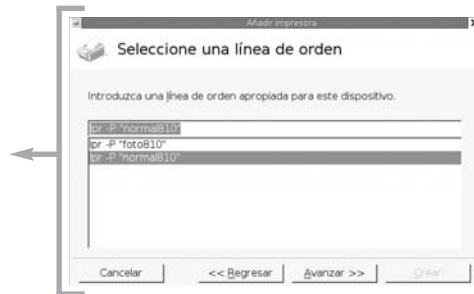 Añadir impresora
Seleccione una línea de orden
Introduzca una línea de orden apropiada para este dispositivo.
lpr -P "normal810"
lpr -P "foto810"
lpr -P "normal810"
Cancelar
<< Regresar
Avanzar >>
Crear